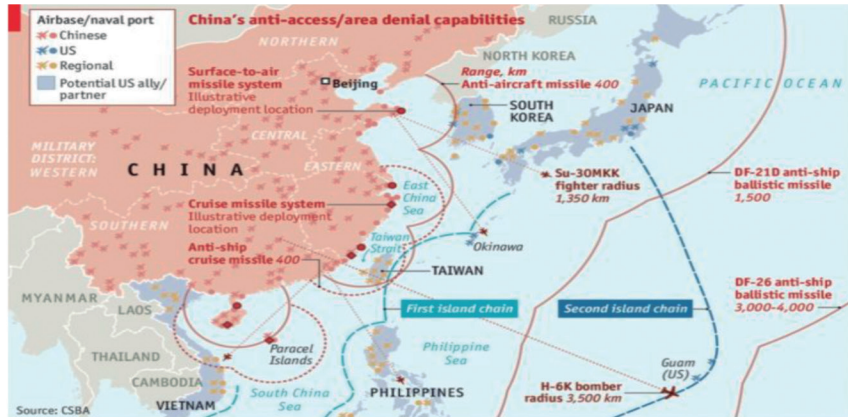 China's anti-access/area denial capabilities
Airbase/naval port
Chinese
US
Regional
Potential US ally/
partner
RUSSIA
NORTHERN
NORTH KOREA
Surface-to-air
missile system
Illustrative
deployment location
Beijing
Range, km
Anti-aircraft missile 400
SOUTH
KOREA
JAPAN
PACIFIC OCEAN
MILITARY
DISTRICT:
WESTERN
CENTRAL
EASTERN
CHINA
East
China
Sea
Su-30MKK
fighter radius
1,350 km
DF-21D anti-ship
ballistic missile
1,500
Cruise missile system
Illustrative deployment
location
SOUTHERN
Anti-ship
cruise missile 400
Taiwan
Strait
Okinawa
TAIWAN
DF-26 anti-ship
ballistic missile
3,000-4,000
MYANMAR
LAOS
First island chain
Second island chain
THAILAND
Paracel
Islands
Philippine
Sea
Guam
(US)
CAMBODIA
VIETNAM
South China
Sea
PHILIPPINES
H-6K bomber
radius 3,500 km
Source: CSBA